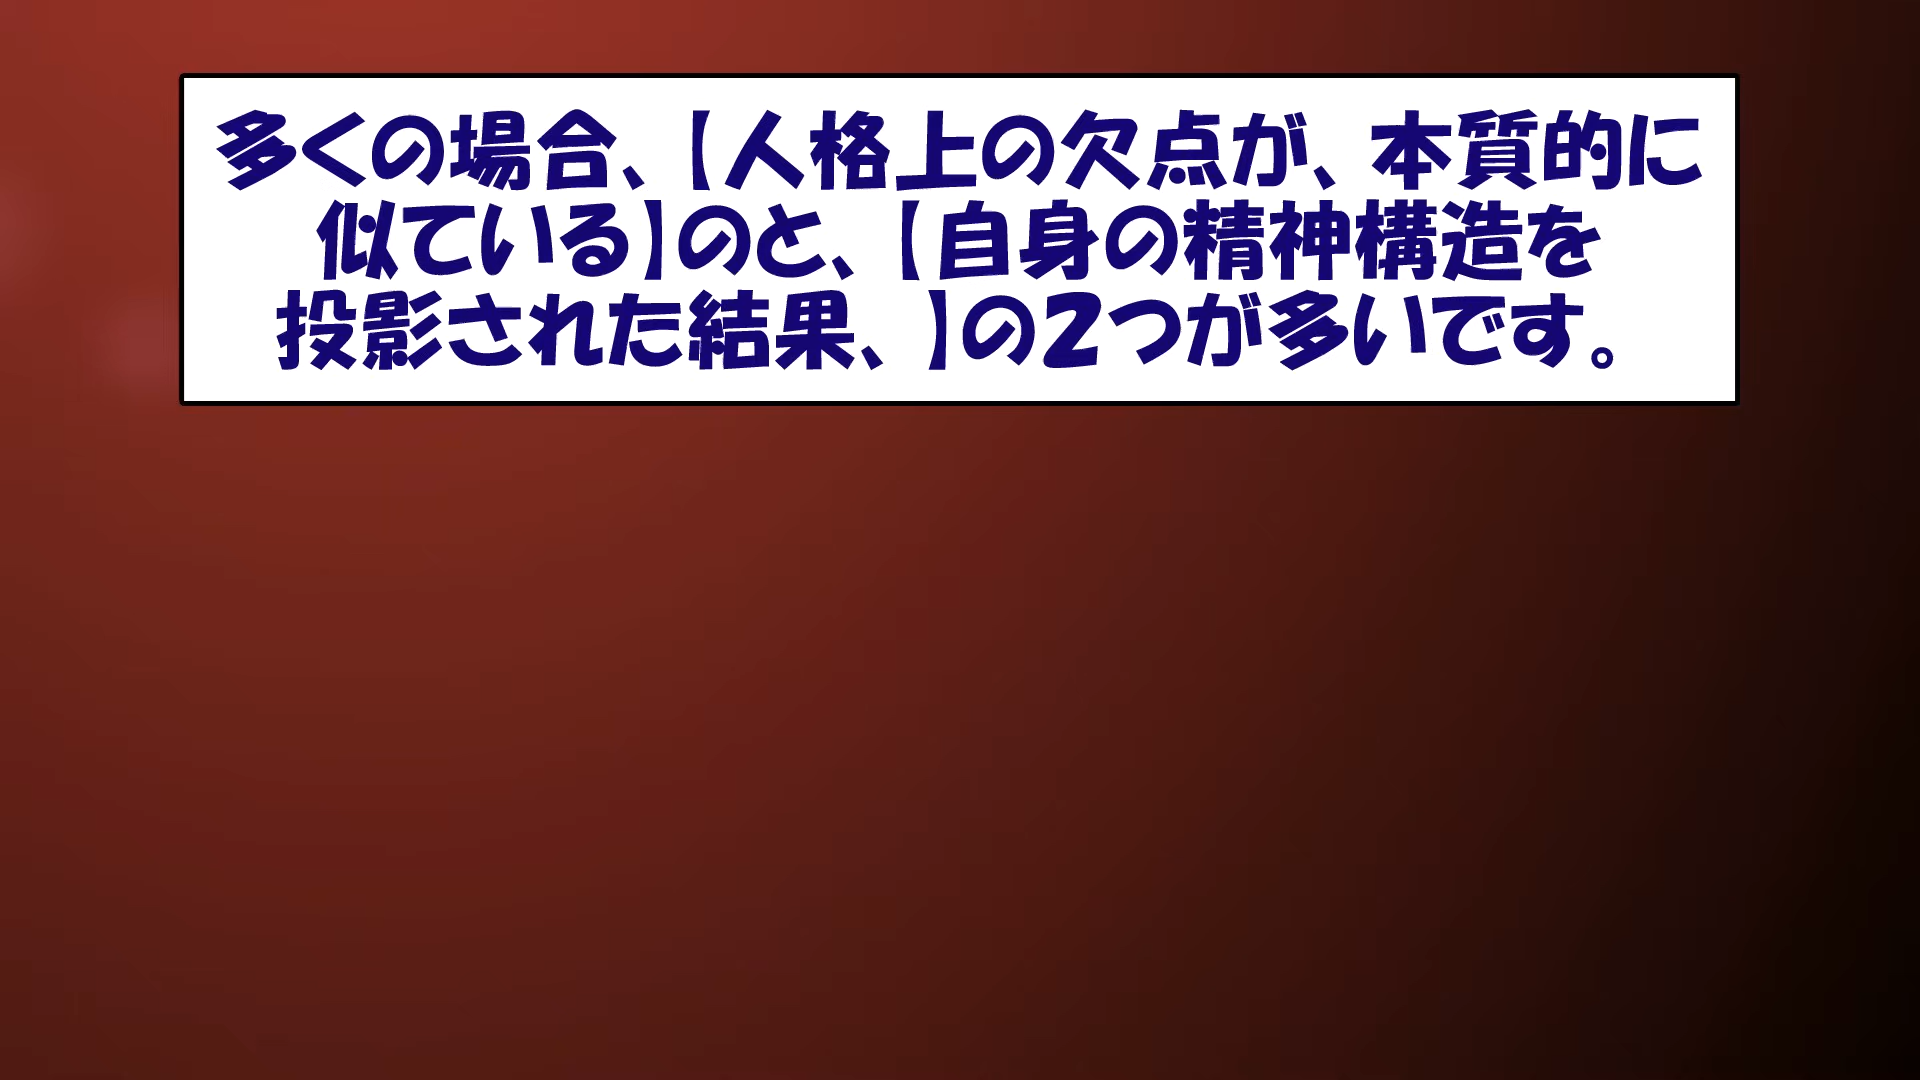 多くの場合、【人格上の欠点が、本質的に
似ている】のと、【自身の精神構造を
投影された結果、】の２つが多いです。